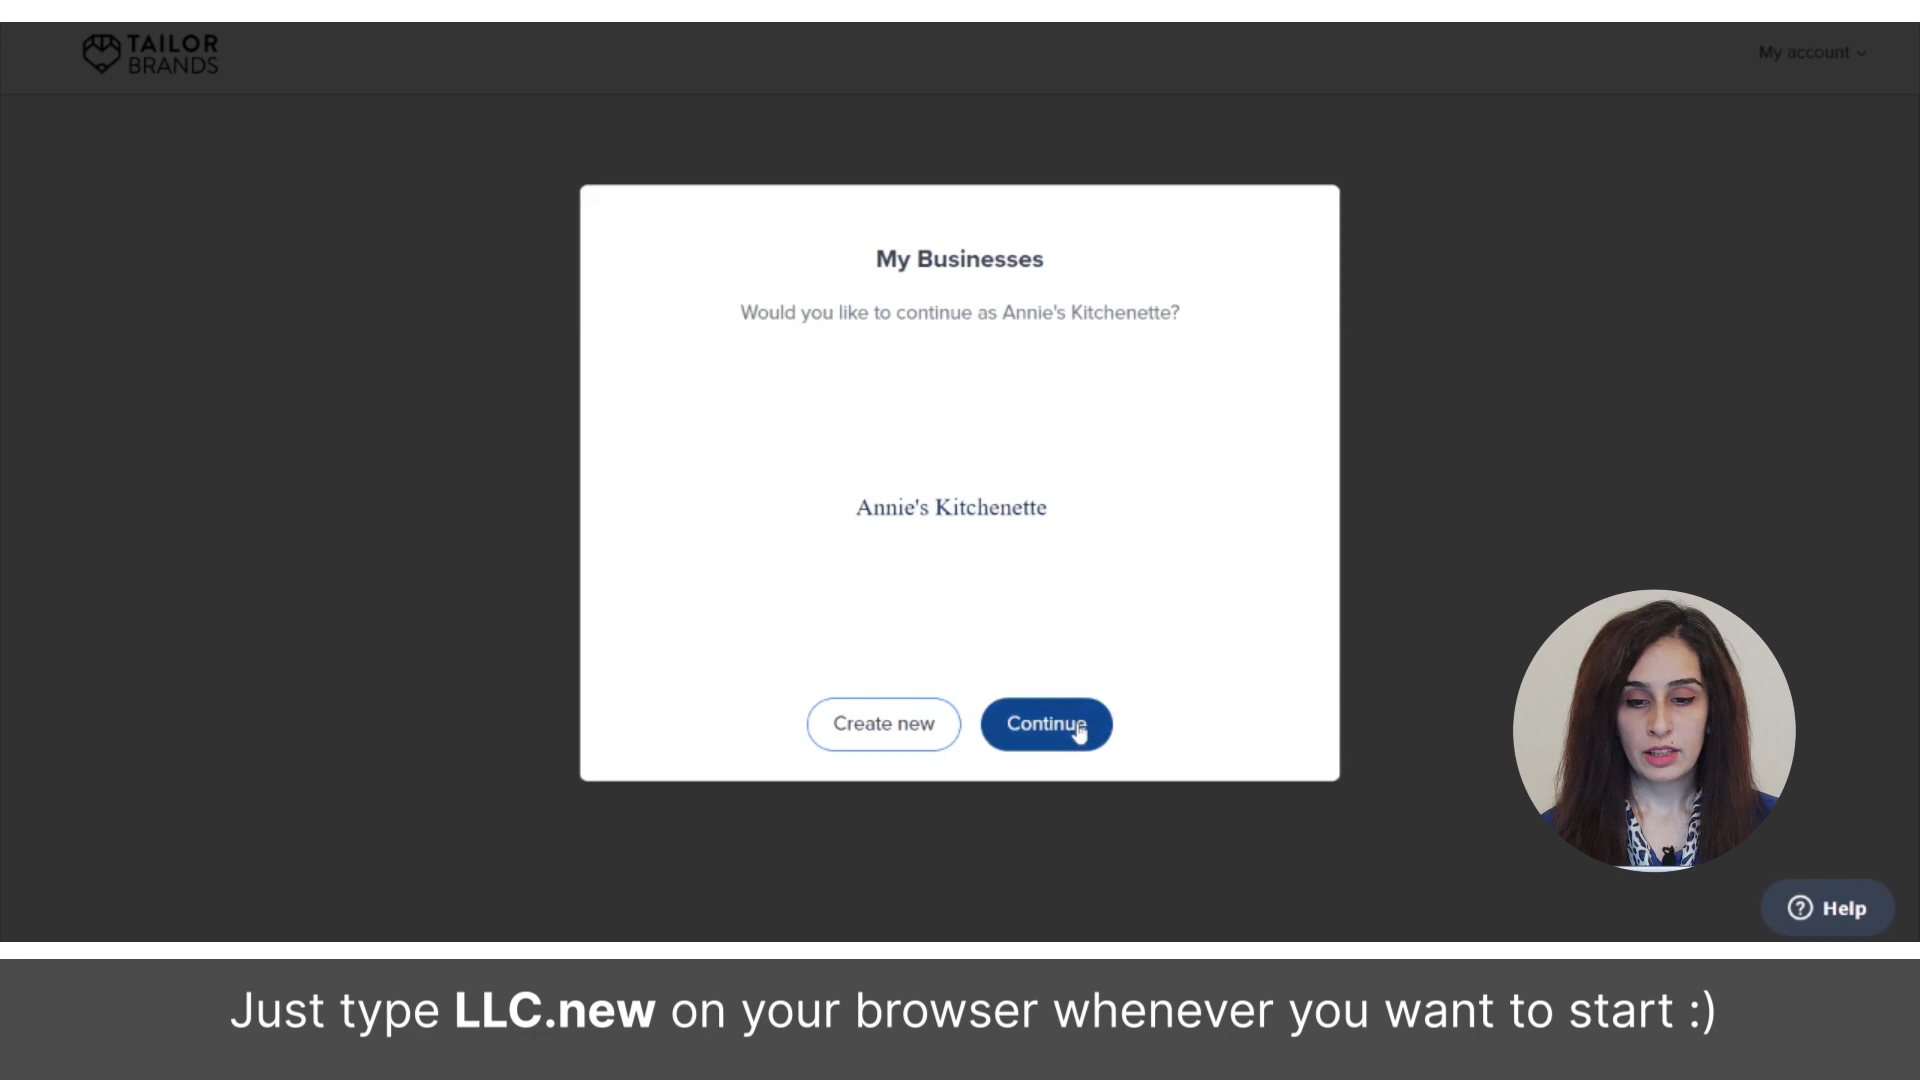 TAILOR
BRANDS
My account
My Businesses
Would you like to continue as Annie's Kitchenette?
Annie's Kitchenette
Create new
Continue
? Help
Just type LLC.new on your browser whenever you want to start :)